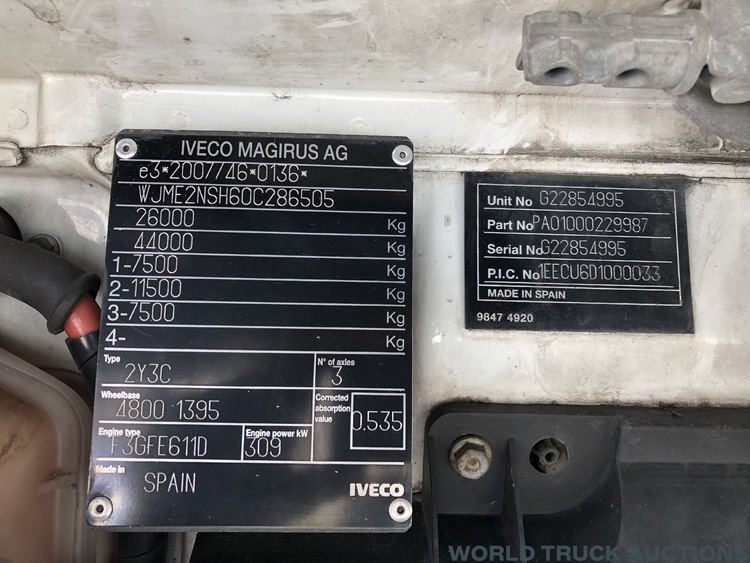 IVECO MAGIRUS AG
e3*2007/46*0136*
WJME2NSH60C286505
26000 Kg
44000 Kg
1-7500 Kg
2-11500 Kg
3-7500 Kg
4- Kg
Type
2Y3C
N° of axles
3
Wheelbase
4800 1395
Corrected absorption value
0.535
Engine type
F3GFE611D
Engine power kW
309
Made in
SPAIN
IVECO
Unit No G22854995
Part No PA01000229987
Serial No G22854995
P.I.C. No 1EECU6D1000033
MADE IN SPAIN
9847 4920
WORLD TRUCK AUCTIONS